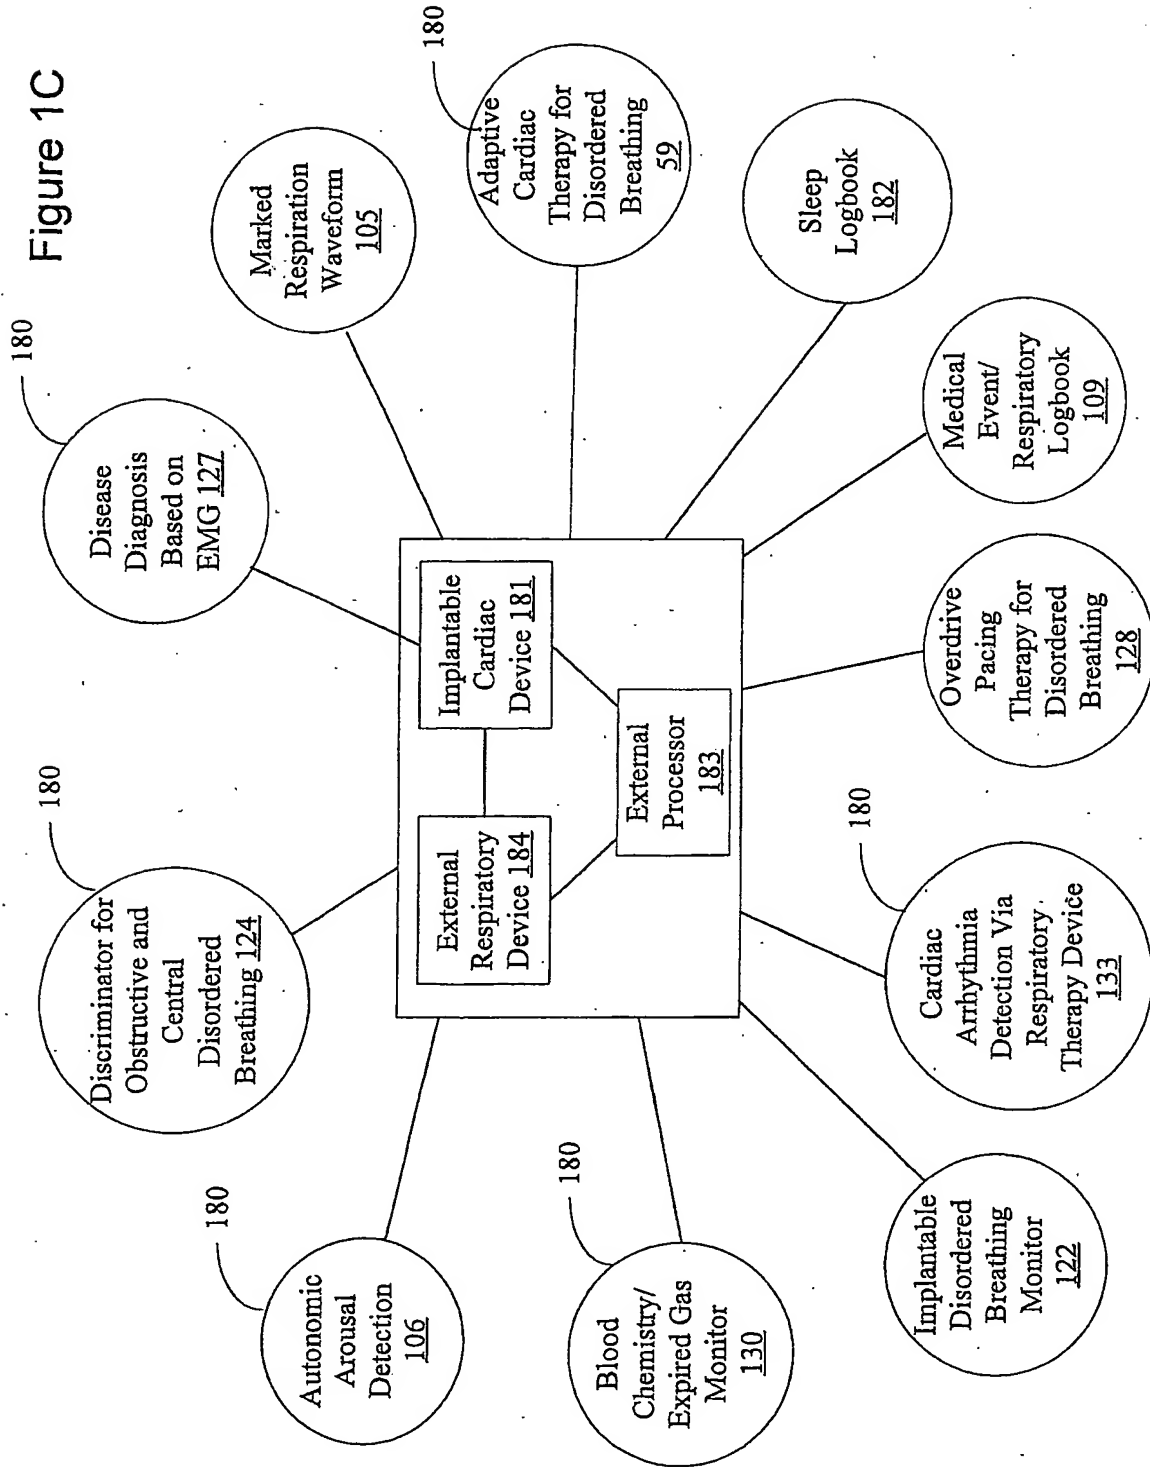 Figure 1C
180
180
180
180
180
180
Autonomic
Arousal
Detection
106
Discriminator for
Obstructive and
Central
Disordered
Breathing 124
Disease
Diagnosis
Based on
EMG 127
Marked
Respiration
Waveform
105
Adaptive
Cardiac
Therapy for
Disordered
Breathing
59
External
Respiratory
Device 184
Implantable
Cardiac
Device 181
External
Processor
183
Blood
Chemistry/
Expired Gas
Monitor
130
Implantable
Disordered
Breathing
Monitor
122
Cardiac
Arrhythmia
Detection Via
Respiratory
Therapy Device
133
Overdrive
Pacing
Therapy for
Disordered
Breathing
128
Medical
Event/
Respiratory
Logbook
109
Sleep
Logbook
182